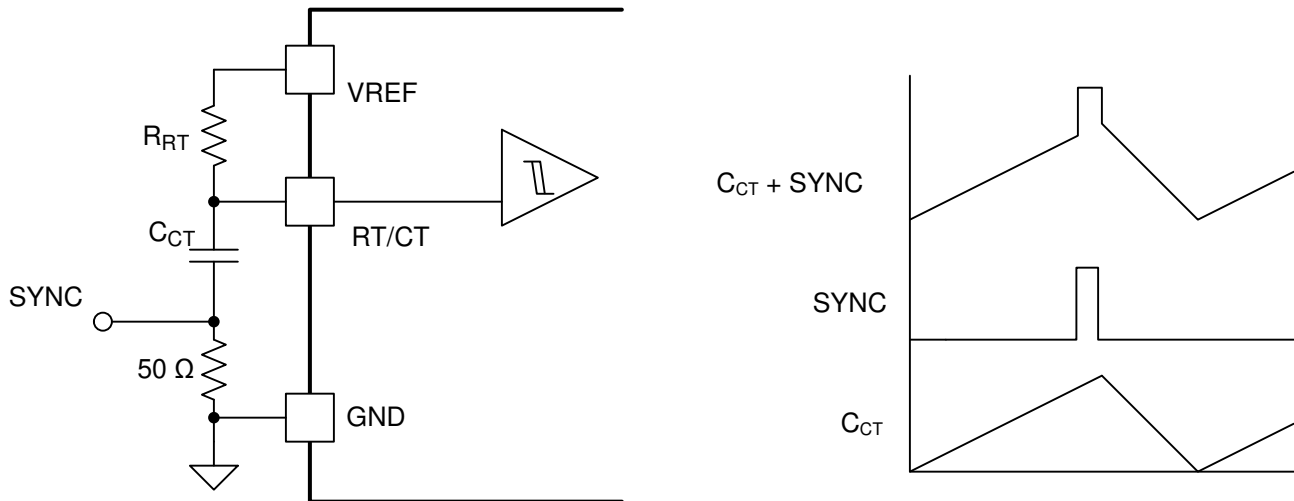 VREF
R_RT
C_CT
RT/CT
SYNC
50 Ω
GND
C_CT + SYNC
SYNC
C_CT